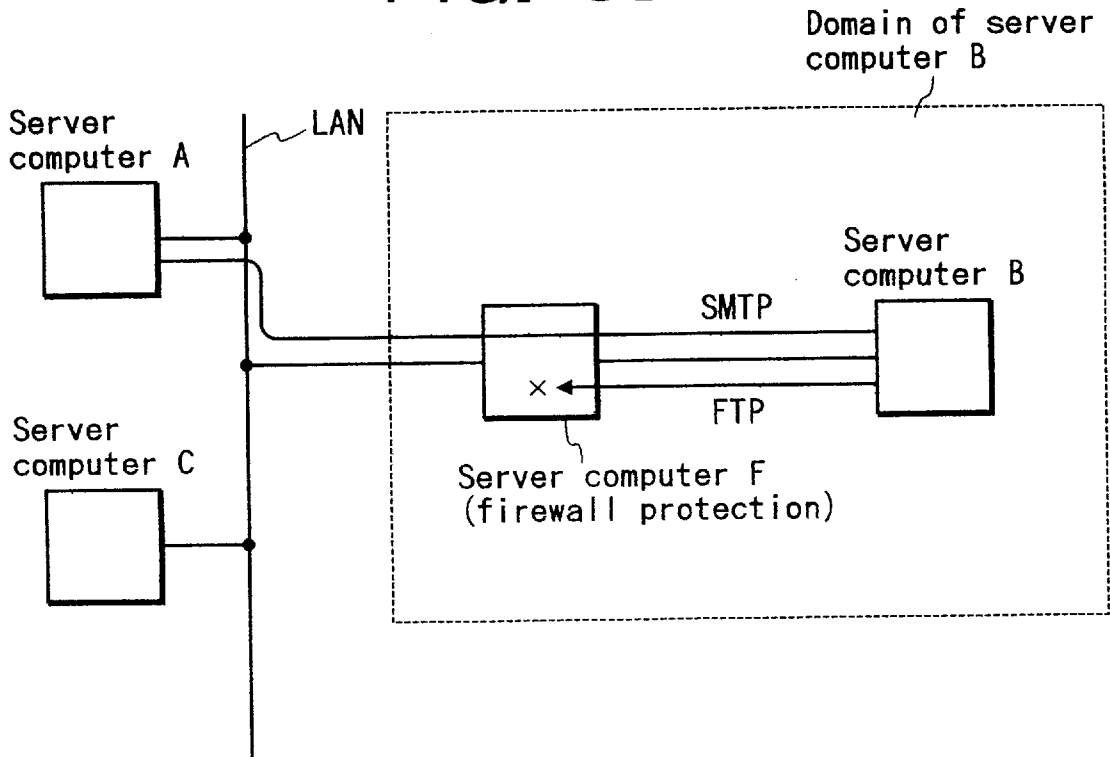 Domain of server
computer B
LAN
Server
computer A
Server
computer B
SMTP
FTP
Server
computer C
Server computer F
(firewall protection)